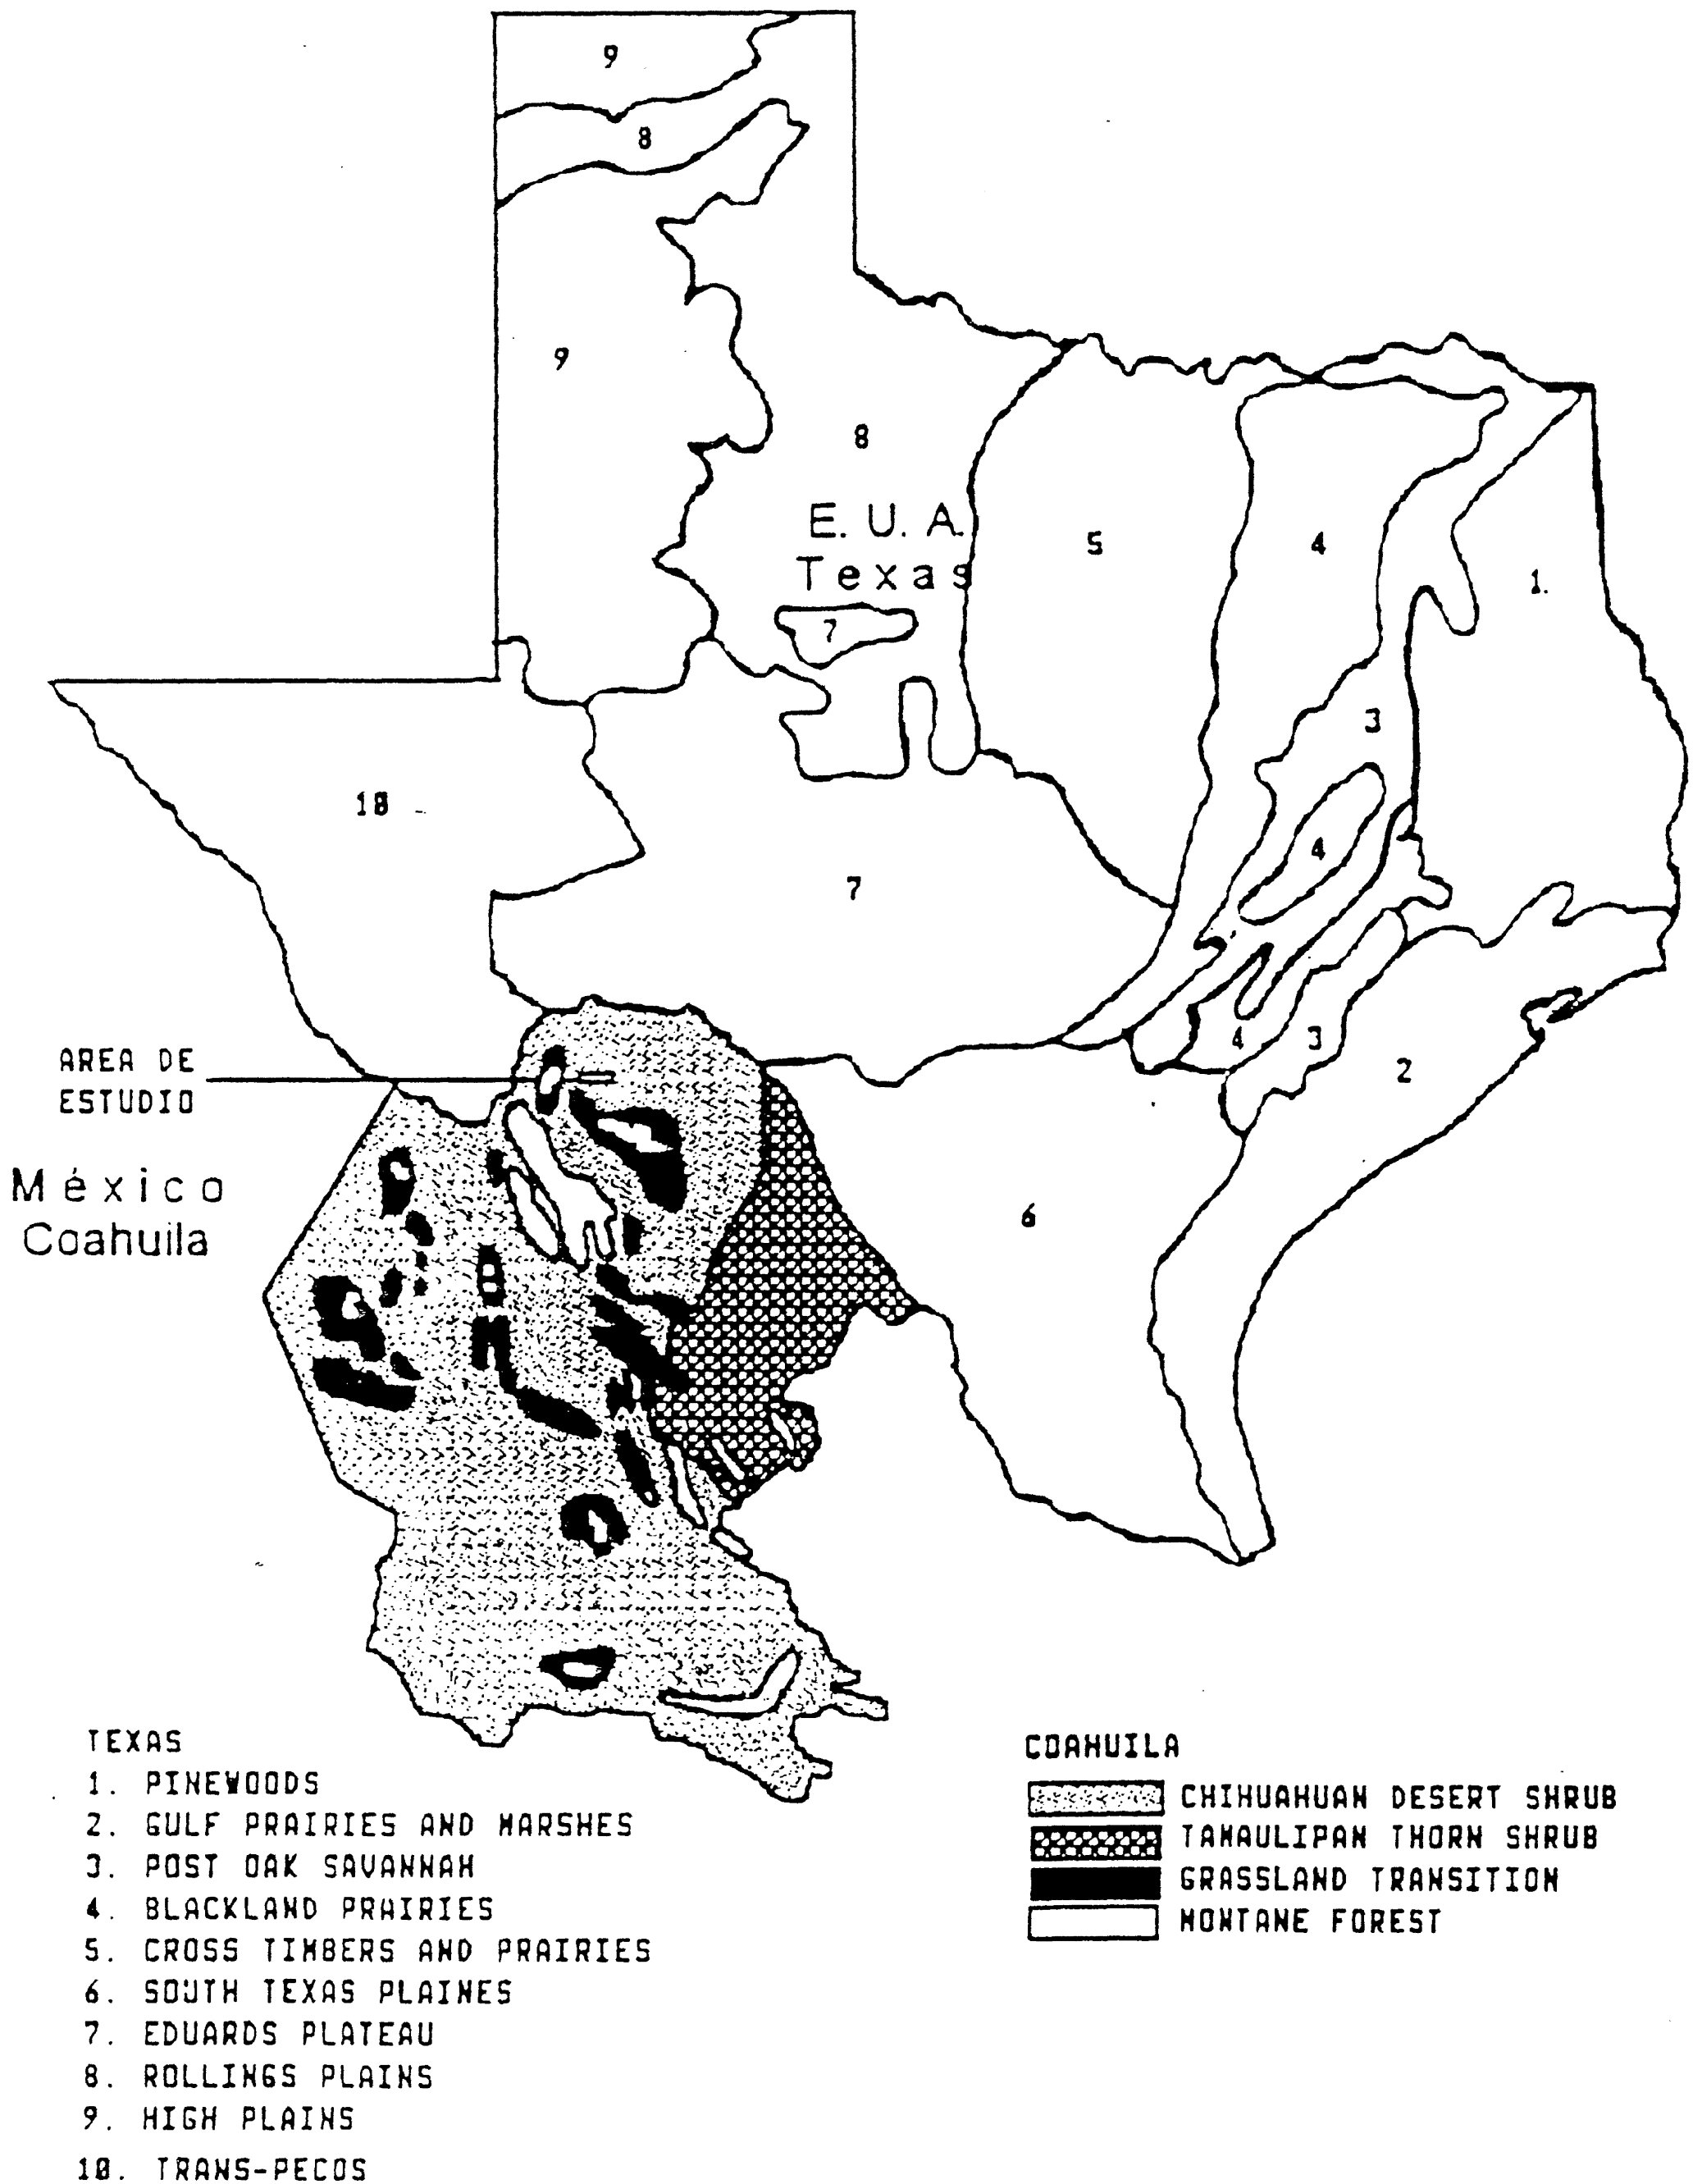 9
8
9
8
E. U. A.
Texas
5
4
1.
7
3
10
4
7
4
3
2
AREA DE
ESTUDIO
México
Coahuila
6
TEXAS
1. PINEWOODS
2. GULF PRAIRIES AND MARSHES
3. POST OAK SAVANNAH
4. BLACKLAND PRAIRIES
5. CROSS TIMBERS AND PRAIRIES
6. SOUTH TEXAS PLAINES
7. EDUARDS PLATEAU
8. ROLLINGS PLAINS
9. HIGH PLAINS
10. TRANS-PECOS
COAHUILA
CHIHUAHUAN DESERT SHRUB
TAMAULIPAN THORN SHRUB
GRASSLAND TRANSITION
MONTANE FOREST